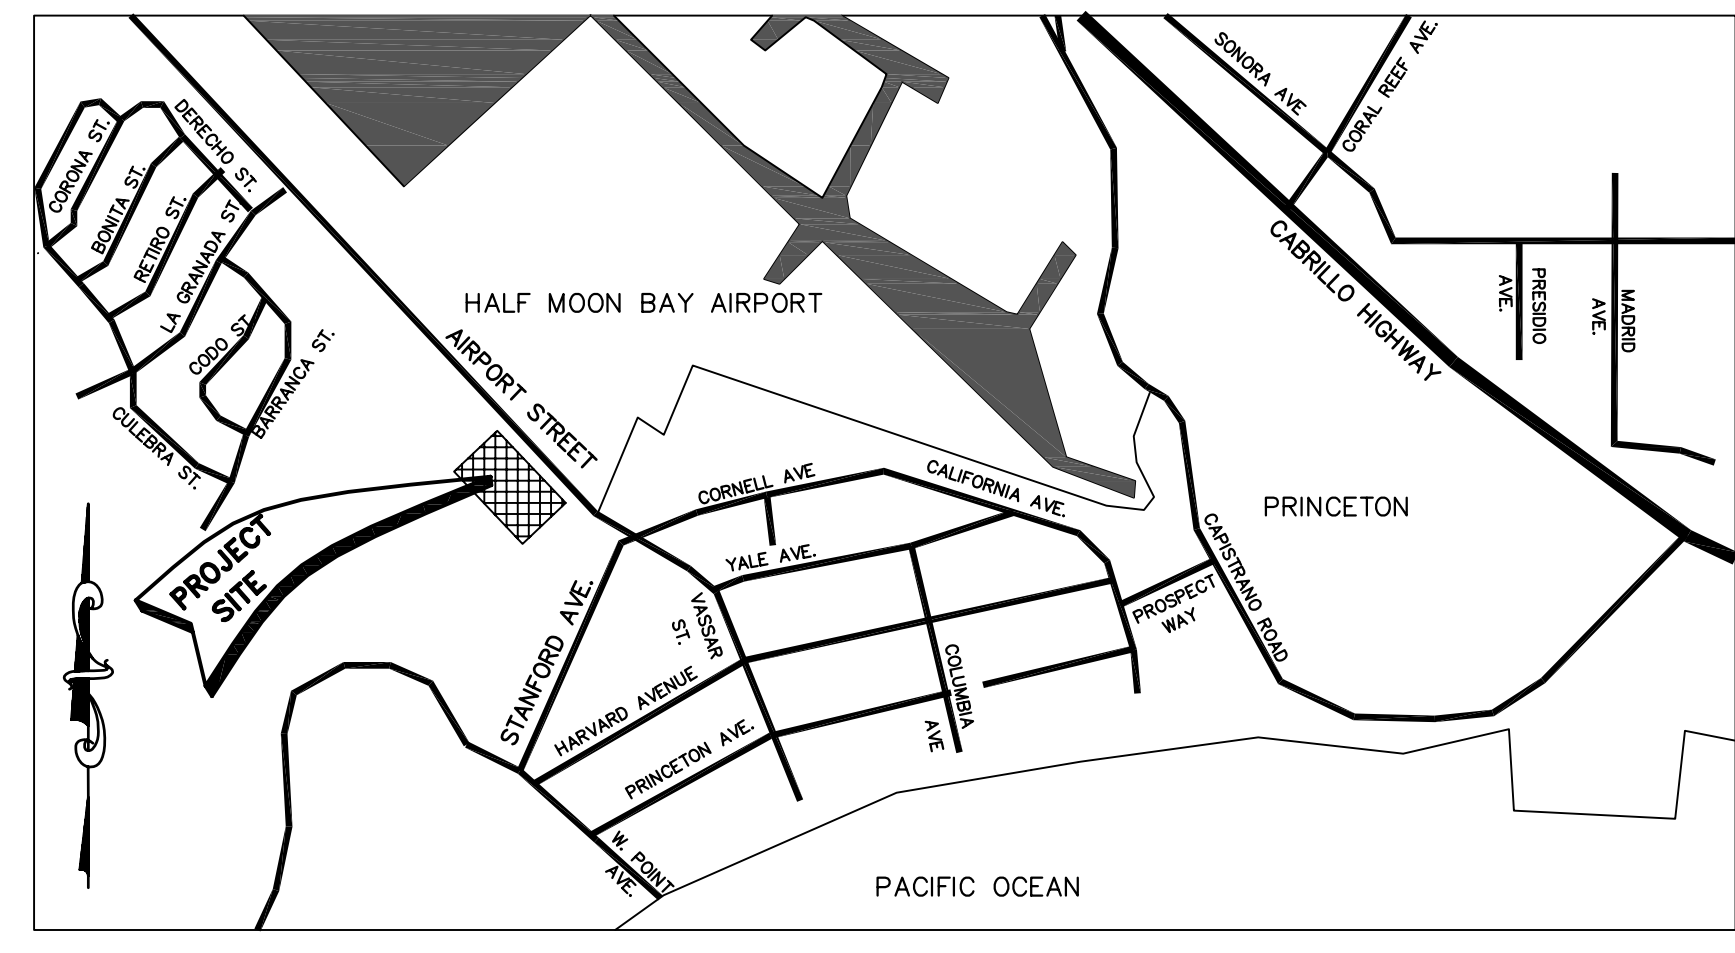 SONORA AVE
CORAL REEF AVE.
DERECHO ST.
CORONA ST.
BONITA ST.
RETIRO ST.
LA GRANADA ST.
CABRILLO HIGHWAY
PRESIDIO
AVE.
MADRID
AVE.
HALF MOON BAY AIRPORT
CODO ST
BARRANCA ST.
AIRPORT STREET
CULEBRA ST.
CORNELL AVE
CALIFORNIA AVE.
PRINCETON
PROJECT
SITE
YALE AVE.
CAPISTRANO ROAD
PROSPECT
WAY
VASSAR
ST.
STANFORD AVE.
HARVARD AVENUE
COLUMBIA
AVE
PRINCETON AVE.
W. POINT
AVE.
PACIFIC OCEAN